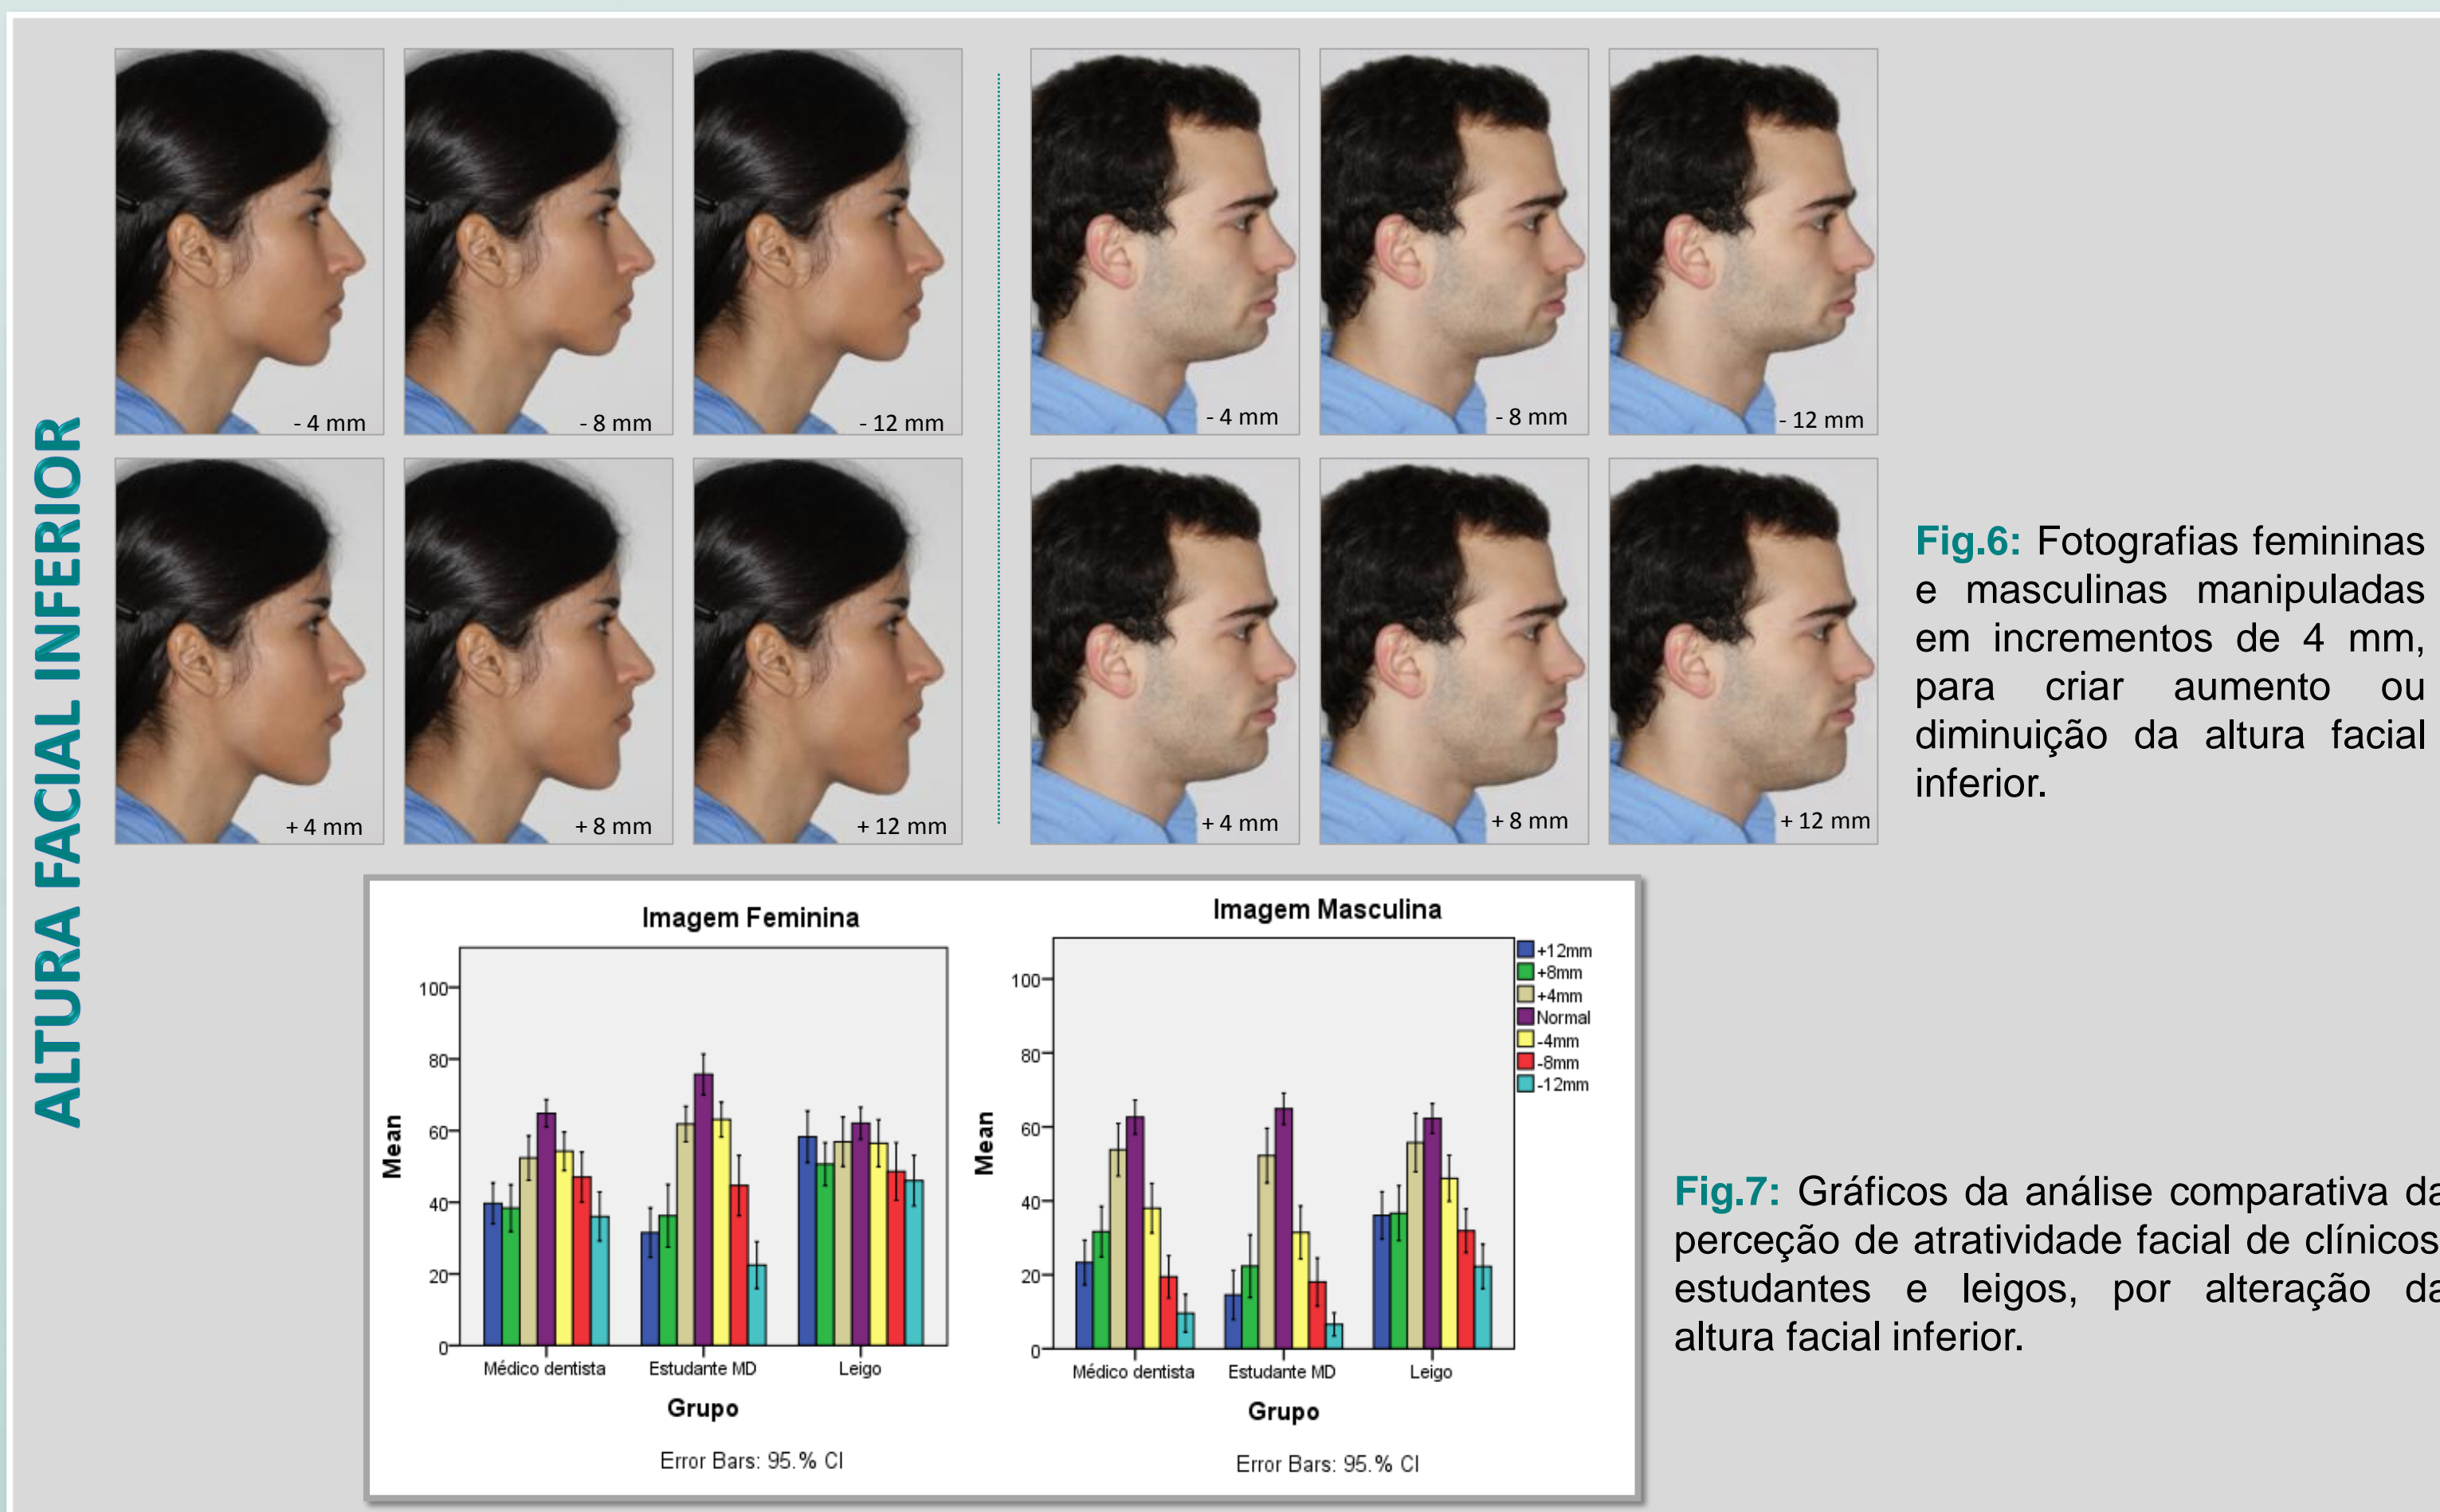 ALTURA FACIAL INFERIOR
- 4 mm
- 8 mm
- 12 mm
- 4 mm
- 8 mm
- 12 mm
+ 4 mm
+ 8 mm
+ 12 mm
+ 4 mm
+ 8 mm
+ 12 mm
Fig.6: Fotografias femininas
e masculinas manipuladas
em incrementos de 4 mm,
para criar aumento ou
diminuição da altura facial
inferior.
Imagem Feminina
Mean
100
80
60
40
20
0
Médico dentista
Estudante MD
Leigo
Grupo
Error Bars: 95.% CI
Imagem Masculina
Mean
100
80
60
40
20
0
Médico dentista
Estudante MD
Leigo
Grupo
Error Bars: 95.% CI
+12mm
+8mm
+4mm
Normal
-4mm
-8mm
-12mm
Fig.7: Gráficos da análise comparativa da
perceção de atratividade facial de clínicos
estudantes e leigos, por alteração da
altura facial inferior.